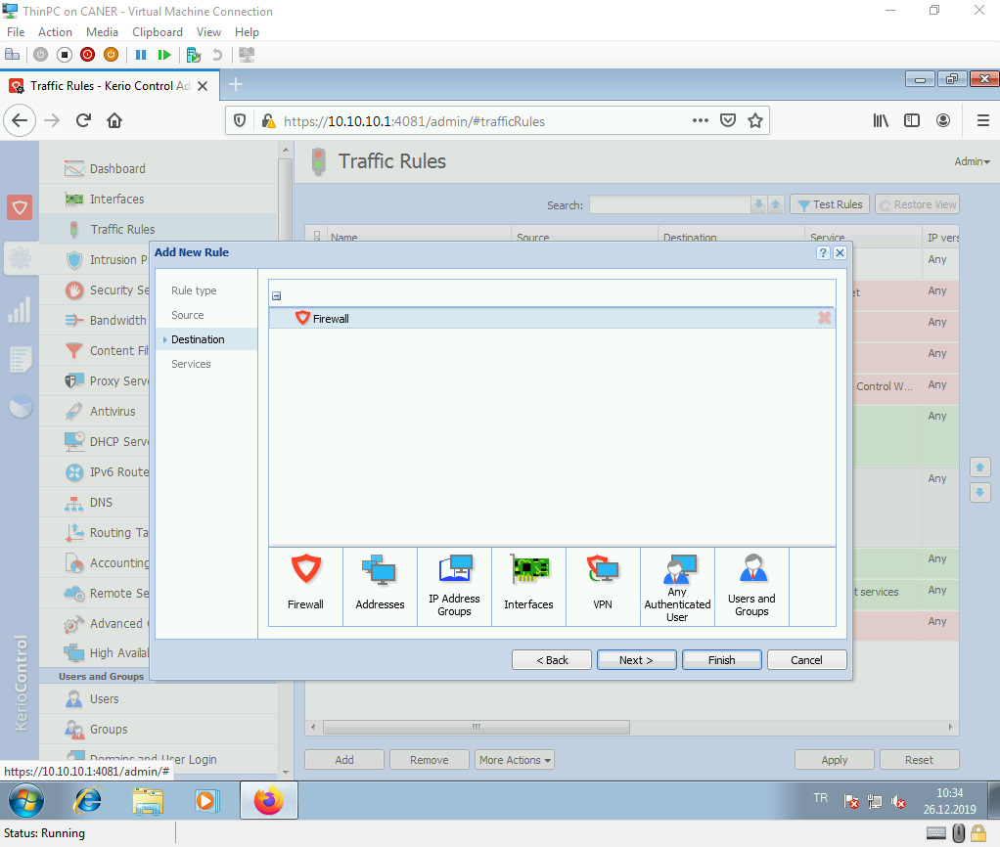 ThinPC on CANER - Virtual Machine Connection
File Action Media Clipboard View Help
Traffic Rules - Kerio Control Ad
https://10.10.10.1:4081/admin/#trafficRules
Dashboard
Interfaces
Traffic Rules
Intrusion P
Security Se
Bandwidth
Content Fil
Proxy Serve
Antivirus
DHCP Serve
IPv6 Route
DNS
Routing Ta
Accounting
Remote Se
Advanced
High Availa
Users and Groups
Users
Groups
Domains and User Login
KerioControl
Traffic Rules
Admin
Search:
Test Rules
Restore View
Name Source Destination Service IP vers
Any
et Any
Any
Any
Control W... Any
Any
Any
Any
t services Any
Any
Add New Rule
?
Rule type
Source
Destination
Services
Firewall
Firewall
Addresses
IP Address
Groups
Interfaces
VPN
Any
Authenticated
User
Users and
Groups
< Back Next > Finish Cancel
Add Remove More Actions Apply Reset
https://10.10.10.1:4081/admin/#
TR
10:34
26.12.2019
Status: Running